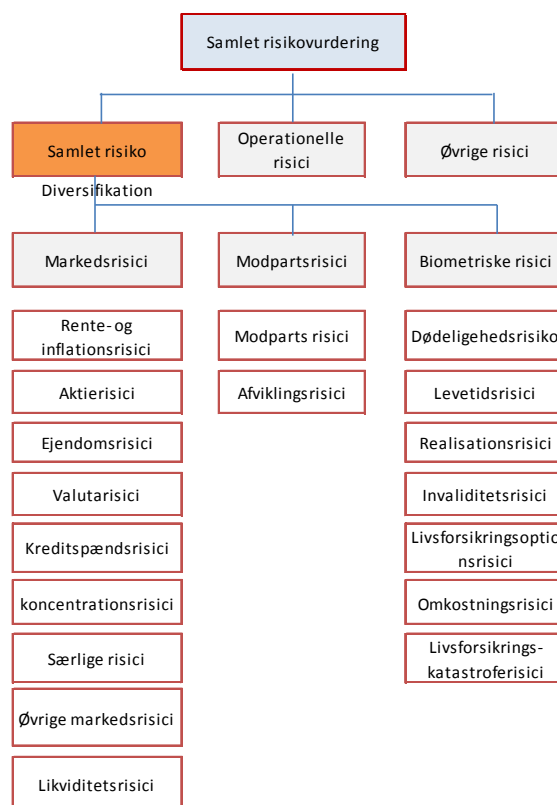 Samlet risikovurdering
Samlet risiko
Operationelle
risici
Øvrige risici
Diversifikation
Markedsrisici
Modpartsrisici
Biometriske risici
Rente- og
inflationsrisici
Aktierisici
Ejendomsrisici
Valutarisici
Kreditspændsrisici
koncentrationsrisici
Særlige risici
Øvrige markedsrisici
Likviditetsrisici
Modparts risici
Afviklingsrisici
Dødelighedsrisiko
Levetidsrisici
Realisationsrisici
Invaliditetsrisici
Livsforsikringsoptio
nsrisici
Omkostningsrisici
Livsforsikrings-
katastroferisici